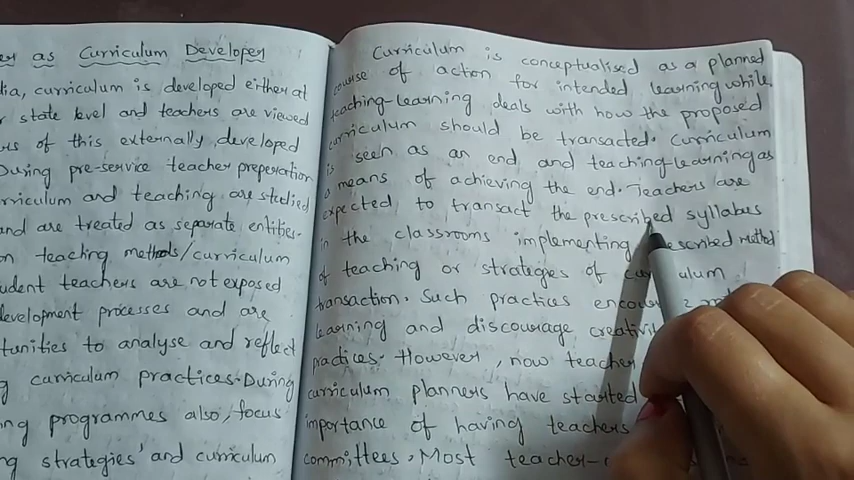 as Curriculum Developer
curriculum is developed either at
state level and teachers are viewed
of this externally developed
During pre-service teacher preperation
and teaching are studied
and are treated as separate entities.
teaching methods/curriculum
teachers are not exposed
processes and are
to analyse and reflect
curriculum practices. During
programmes also, focus
strategies' and curriculum
Curriculum is conceptualised as a planned
course of action for intended learning while
teaching-learning deals with how the proposed
curriculum should be transacted. Curriculum
is seen as an end, and teaching-learning as
a means of achieving the end. Teachers are
expected to transact the prescribed syllabus
in the classrooms implementing method
of teaching or strategies of
transaction. Such practices
learning and discourage
practices. However, now teacher
curriculum planners have started
importance of having teachers
committees. Most teacher-